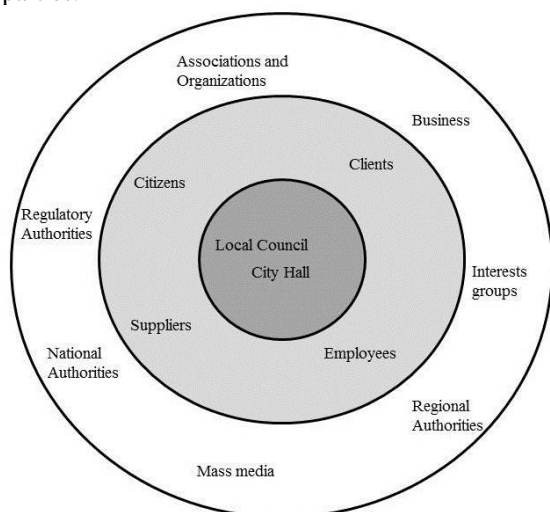 Associations and
Organizations
Business
Clients
Citizens
Regulatory
Authorities
Local Council
City Hall
Interests
groups
Suppliers
Employees
National
Authorities
Regional
Authorities
Mass media